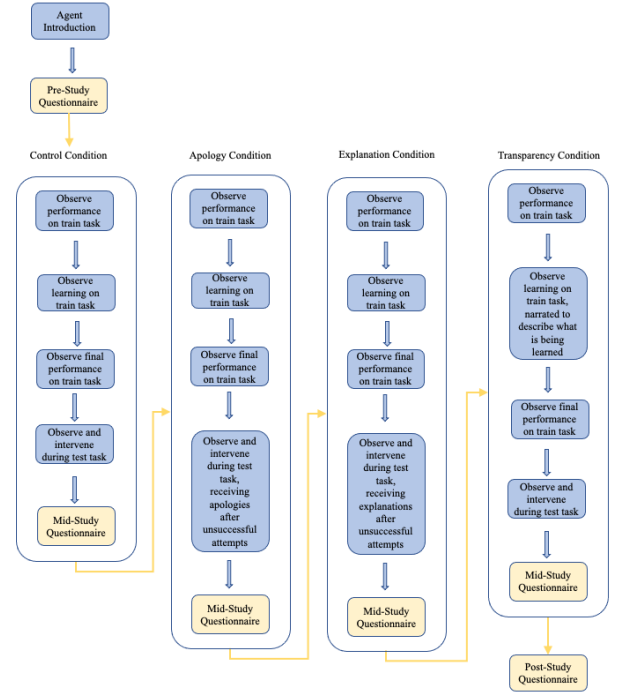 Agent
Introduction
Pre-Study
Questionnaire
Control Condition
Observe
performance
on train task
Observe
learning on
train task
Observe final
performance
on train task
Observe and
intervene
during test task
Mid-Study
Questionnaire
Apology Condition
Observe
performance
on train task
Observe
learning on
train task
Observe final
performance
on train task
Observe and
intervene
during test
task,
receiving
apologies
after
unsuccessful
attempts
Mid-Study
Questionnaire
Explanation Condition
Observe
performance
on train task
Observe
learning on
train task
Observe final
performance
on train task
Observe and
intervene
during test
task,
receiving
explanations
after
unsuccessful
attempts
Mid-Study
Questionnaire
Transparency Condition
Observe
performance
on train task
Observe
learning on
train task,
narrated to
describe what
is being
learned
Observe final
performance
on train task
Observe and
intervene
during test task
Mid-Study
Questionnaire
Post-Study
Questionnaire